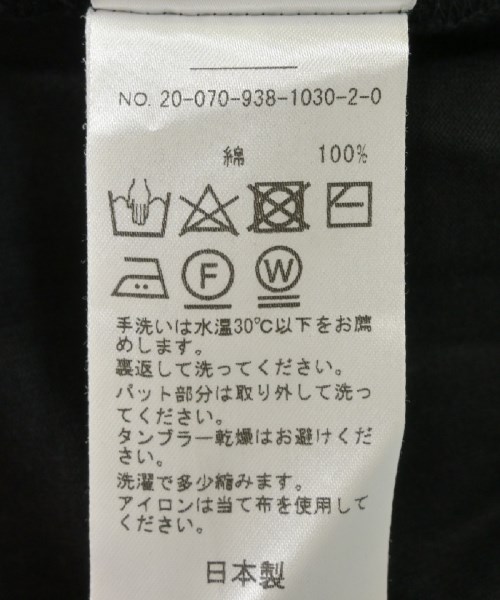 NO. 20-070-938-1030-2-0
綿 100%
F W
手洗いは水温30℃以下をお薦
めします。
裏返して洗ってください。
パット部分は取り外して洗っ
てください。
タンブラー乾燥はお避けくだ
さい。
洗濯で多少縮みます。
アイロンは当て布を使用して
ください。
日本製